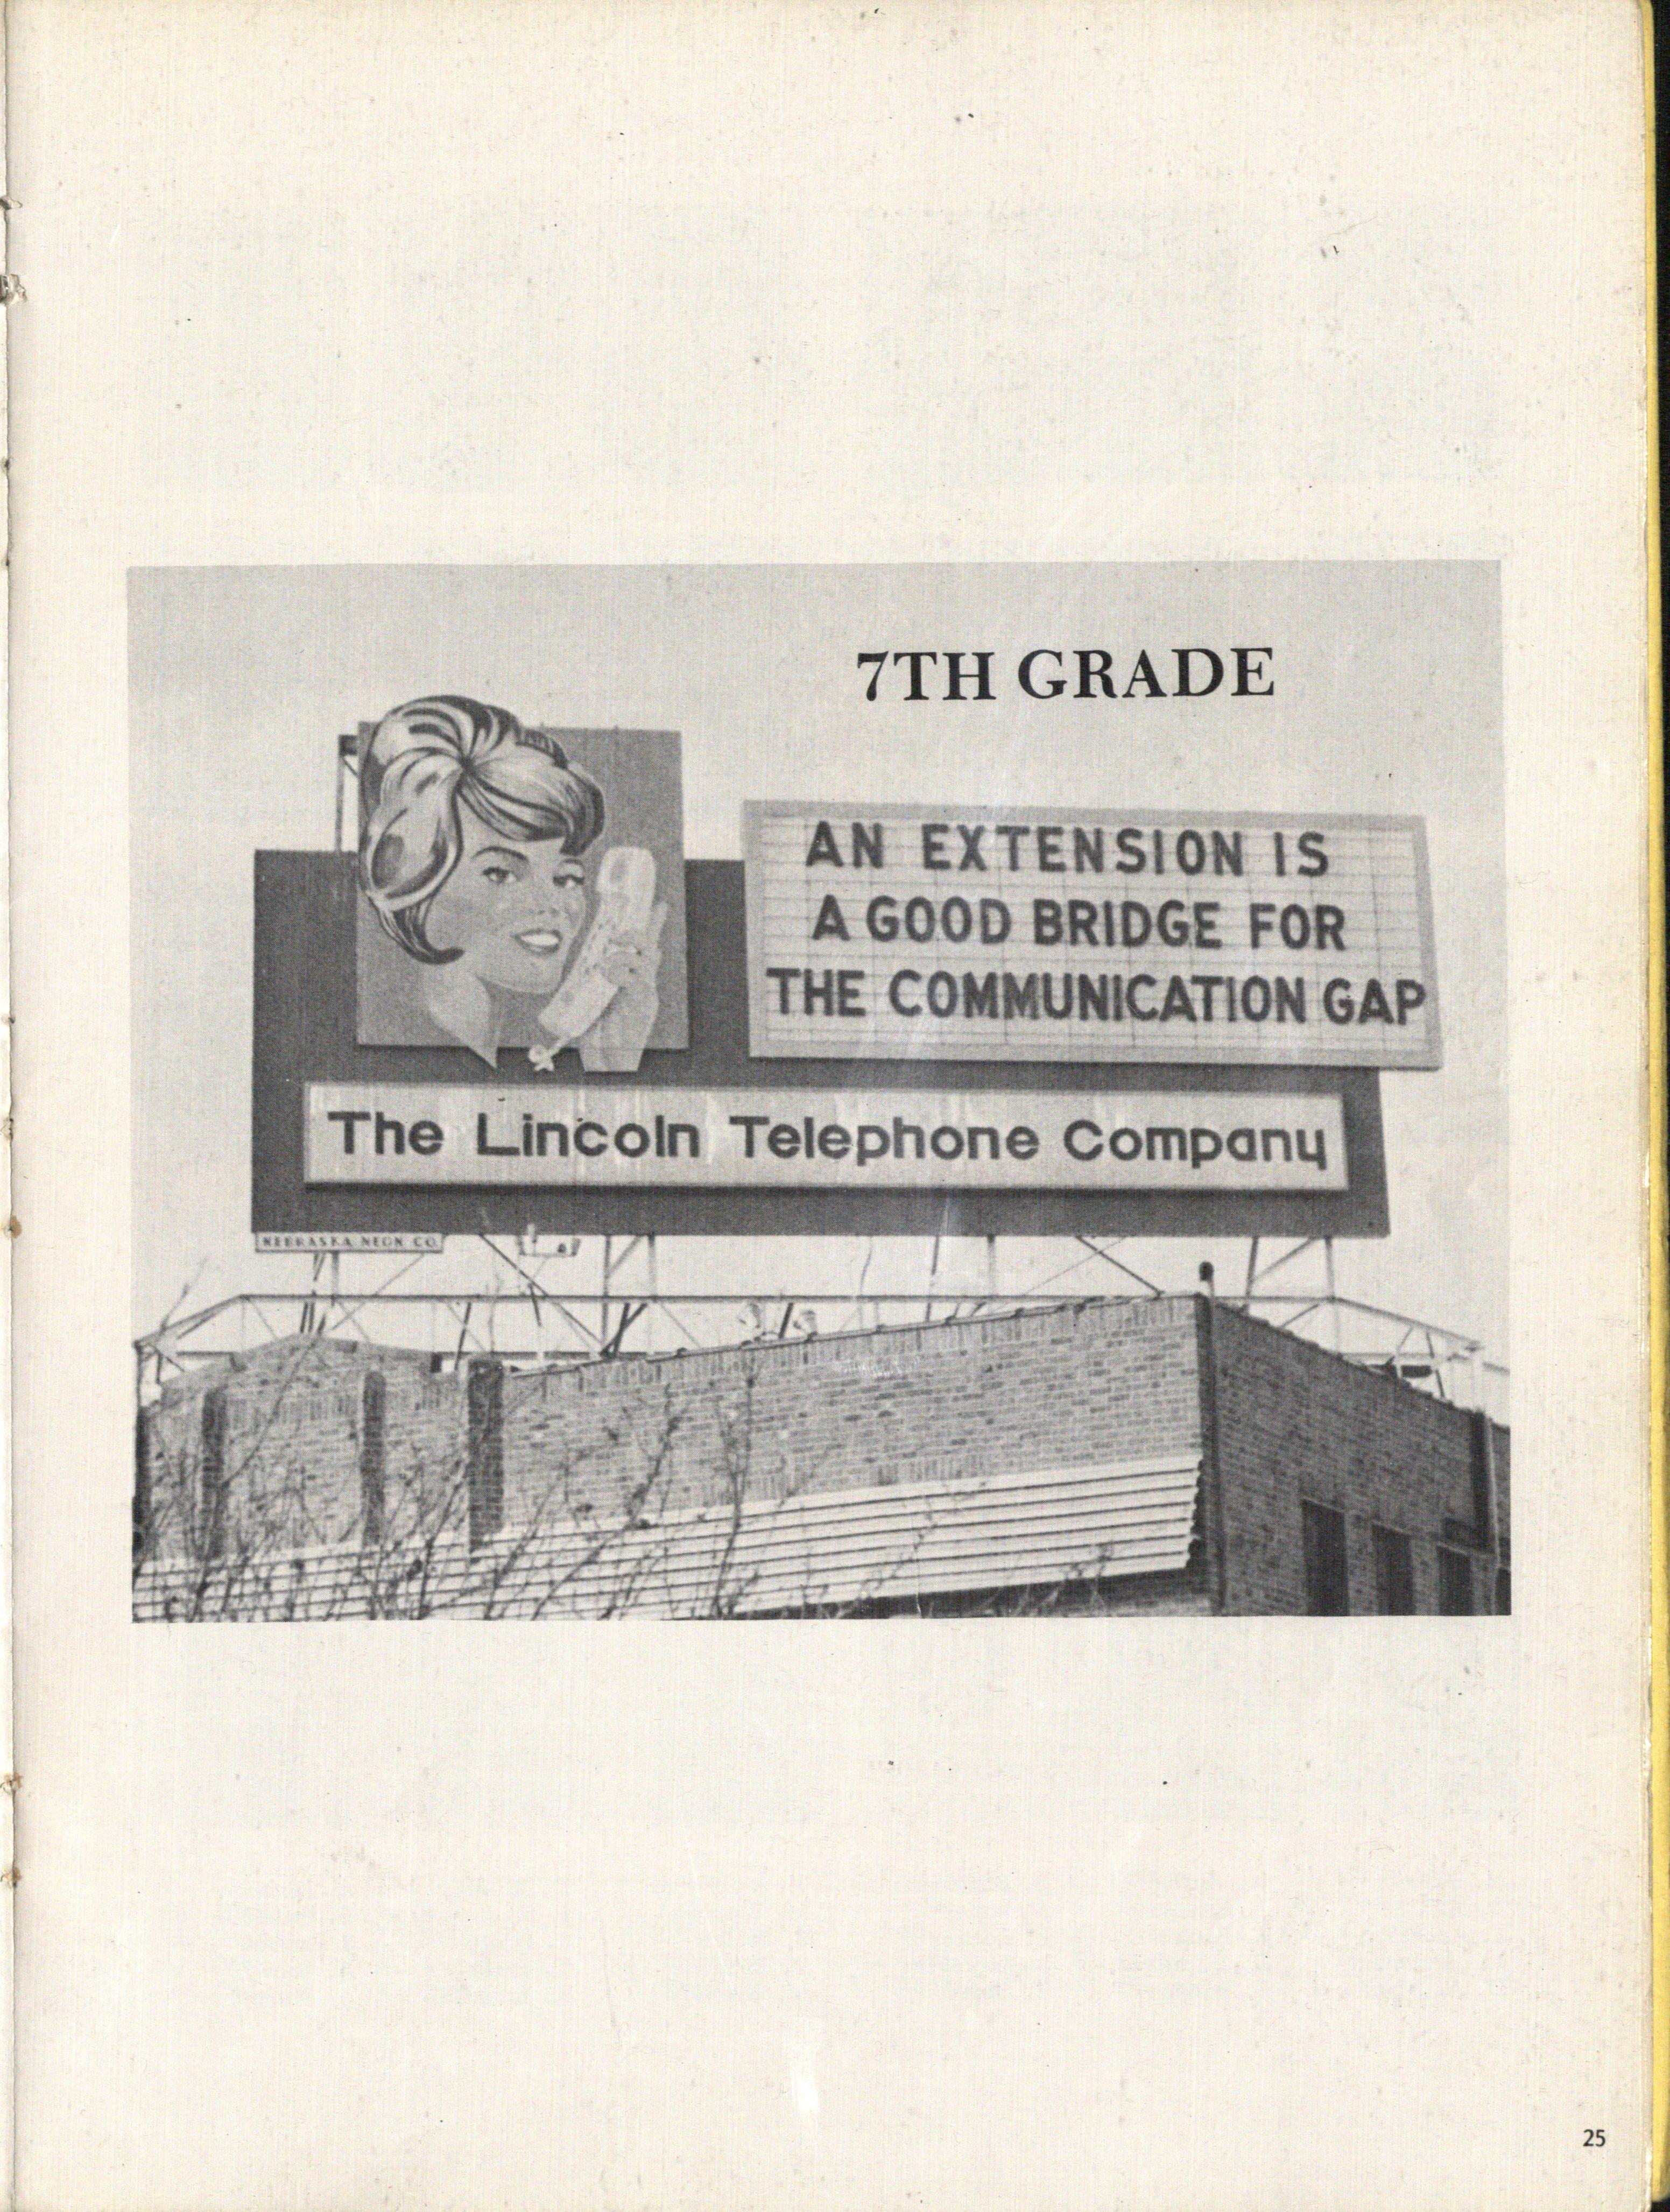 7TH GRADE
AN EXTENSION IS
A GOOD BRIDGE FOR
THE COMMUNICATION GAP
The Lincoln Telephone Company
NEBRASKA NEON CO.
25